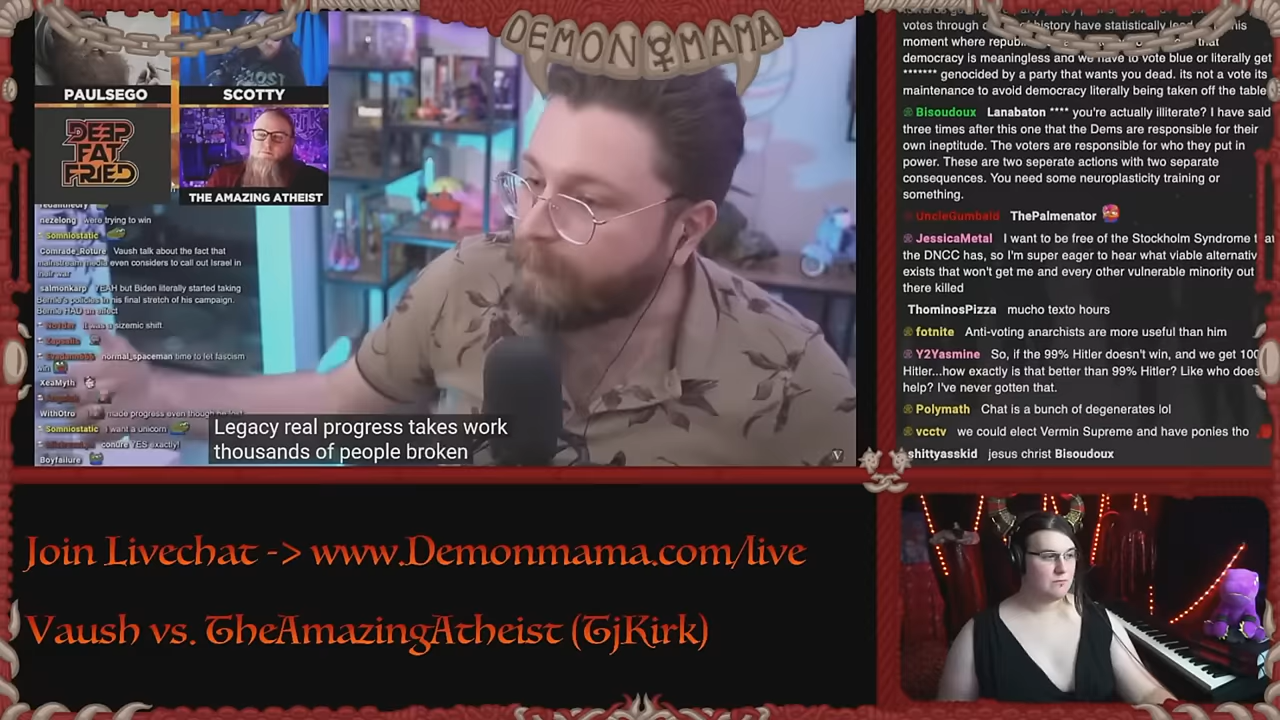 DEMON MAMA
PAULSEGO
SCOTTY
DEEP
FAT
FRIED
THE AMAZING ATHEIST
nezelong were trying to win
Somniostatic
Comrade_Roture Vaush talk about the fact that
mainstream media even considers to call out Israel in
their war
salmonkarp YEAH but Biden literally started taking
Bernie's policies in his final stretch of his campaign.
Bernie HAD an affect
it was a sizemic shift
normal_spaceman time to let fascism
win
XeaMyth
WithOtro made progress even though he lost
Somniostatic i want a unicorn
YES exactly!
Boyfailure
Legacy real progress takes work
thousands of people broken
V
votes through history have statistically
moment where that
democracy is meaningless and we have to vote blue or literally get
******* genocided by a party that wants you dead. its not a vote its
maintenance to avoid democracy literally being taken off the table
Bisoudoux Lanabaton **** you're actually illiterate? I have said
three times after this one that the Dems are responsible for their
own ineptitude. The voters are responsible for who they put in
power. These are two seperate actions with two separate
consequences. You need some neuroplasticity training or
something.
UncleGumbald ThePalmenator
JessicaMetal I want to be free of the Stockholm Syndrome
the DNCC has, so I'm super eager to hear what viable alternativ
exists that won't get me and every other vulnerable minority out
there killed
ThominosPizza mucho texto hours
fotnite Anti-voting anarchists are more useful than him
Y2Yasmine So, if the 99% Hitler doesn't win, and we get 100
Hitler...how exactly is that better than 99% Hitler? Like who does
help? I've never gotten that.
Polymath Chat is a bunch of degenerates lol
vcctv we could elect Vermin Supreme and have ponies tho
shittyasskid jesus christ Bisoudoux
Join Livechat -> www.Demonmama.com/live
Vaush vs. TheAmazingAtheist (TjKirk)